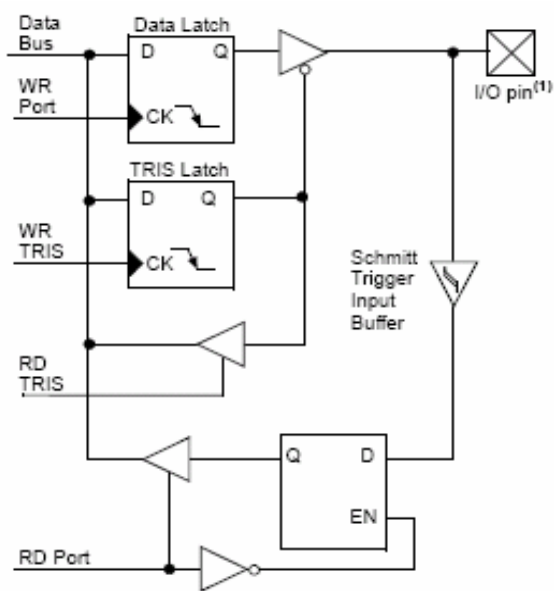 Data
Bus
Data Latch
D Q
CK
WR
Port
I/O pin(1)
TRIS Latch
D Q
CK
WR
TRIS
Schmitt
Trigger
Input
Buffer
RD
TRIS
Q D
EN
RD Port